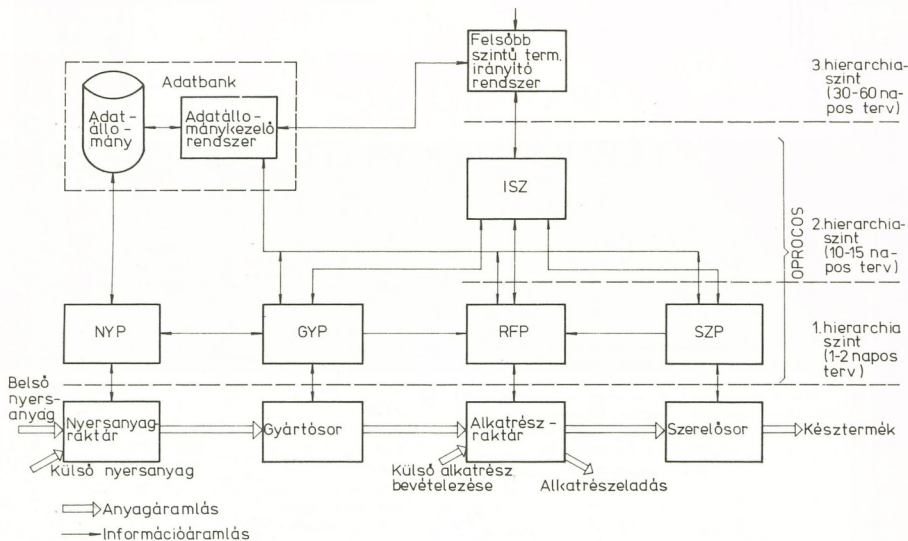 Felsőbb
szintű term.
irányító
rendszer
Adatbank
Adat-
állo-
mány
Adatállo-
mánykezelő
rendszer
3.hierarchia-
szint
(30-60 na-
pos terv)
ISZ
OPROCOS
2.hierarchia-
szint
(10-15 na-
pos terv)
NYP
GYP
RFP
SZP
1.hierarchia
szint
(1-2 napos
terv)
Belső
nyers-
anyag
Nyersanyag-
ráktár
Gyártósor
Alkatrész-
raktár
Szerelősor
Késztermék
Külső nyersanyag
Külső alkatrész
bevételezése
Alkatrészeladás
Anyagáramlás
Információáramlás